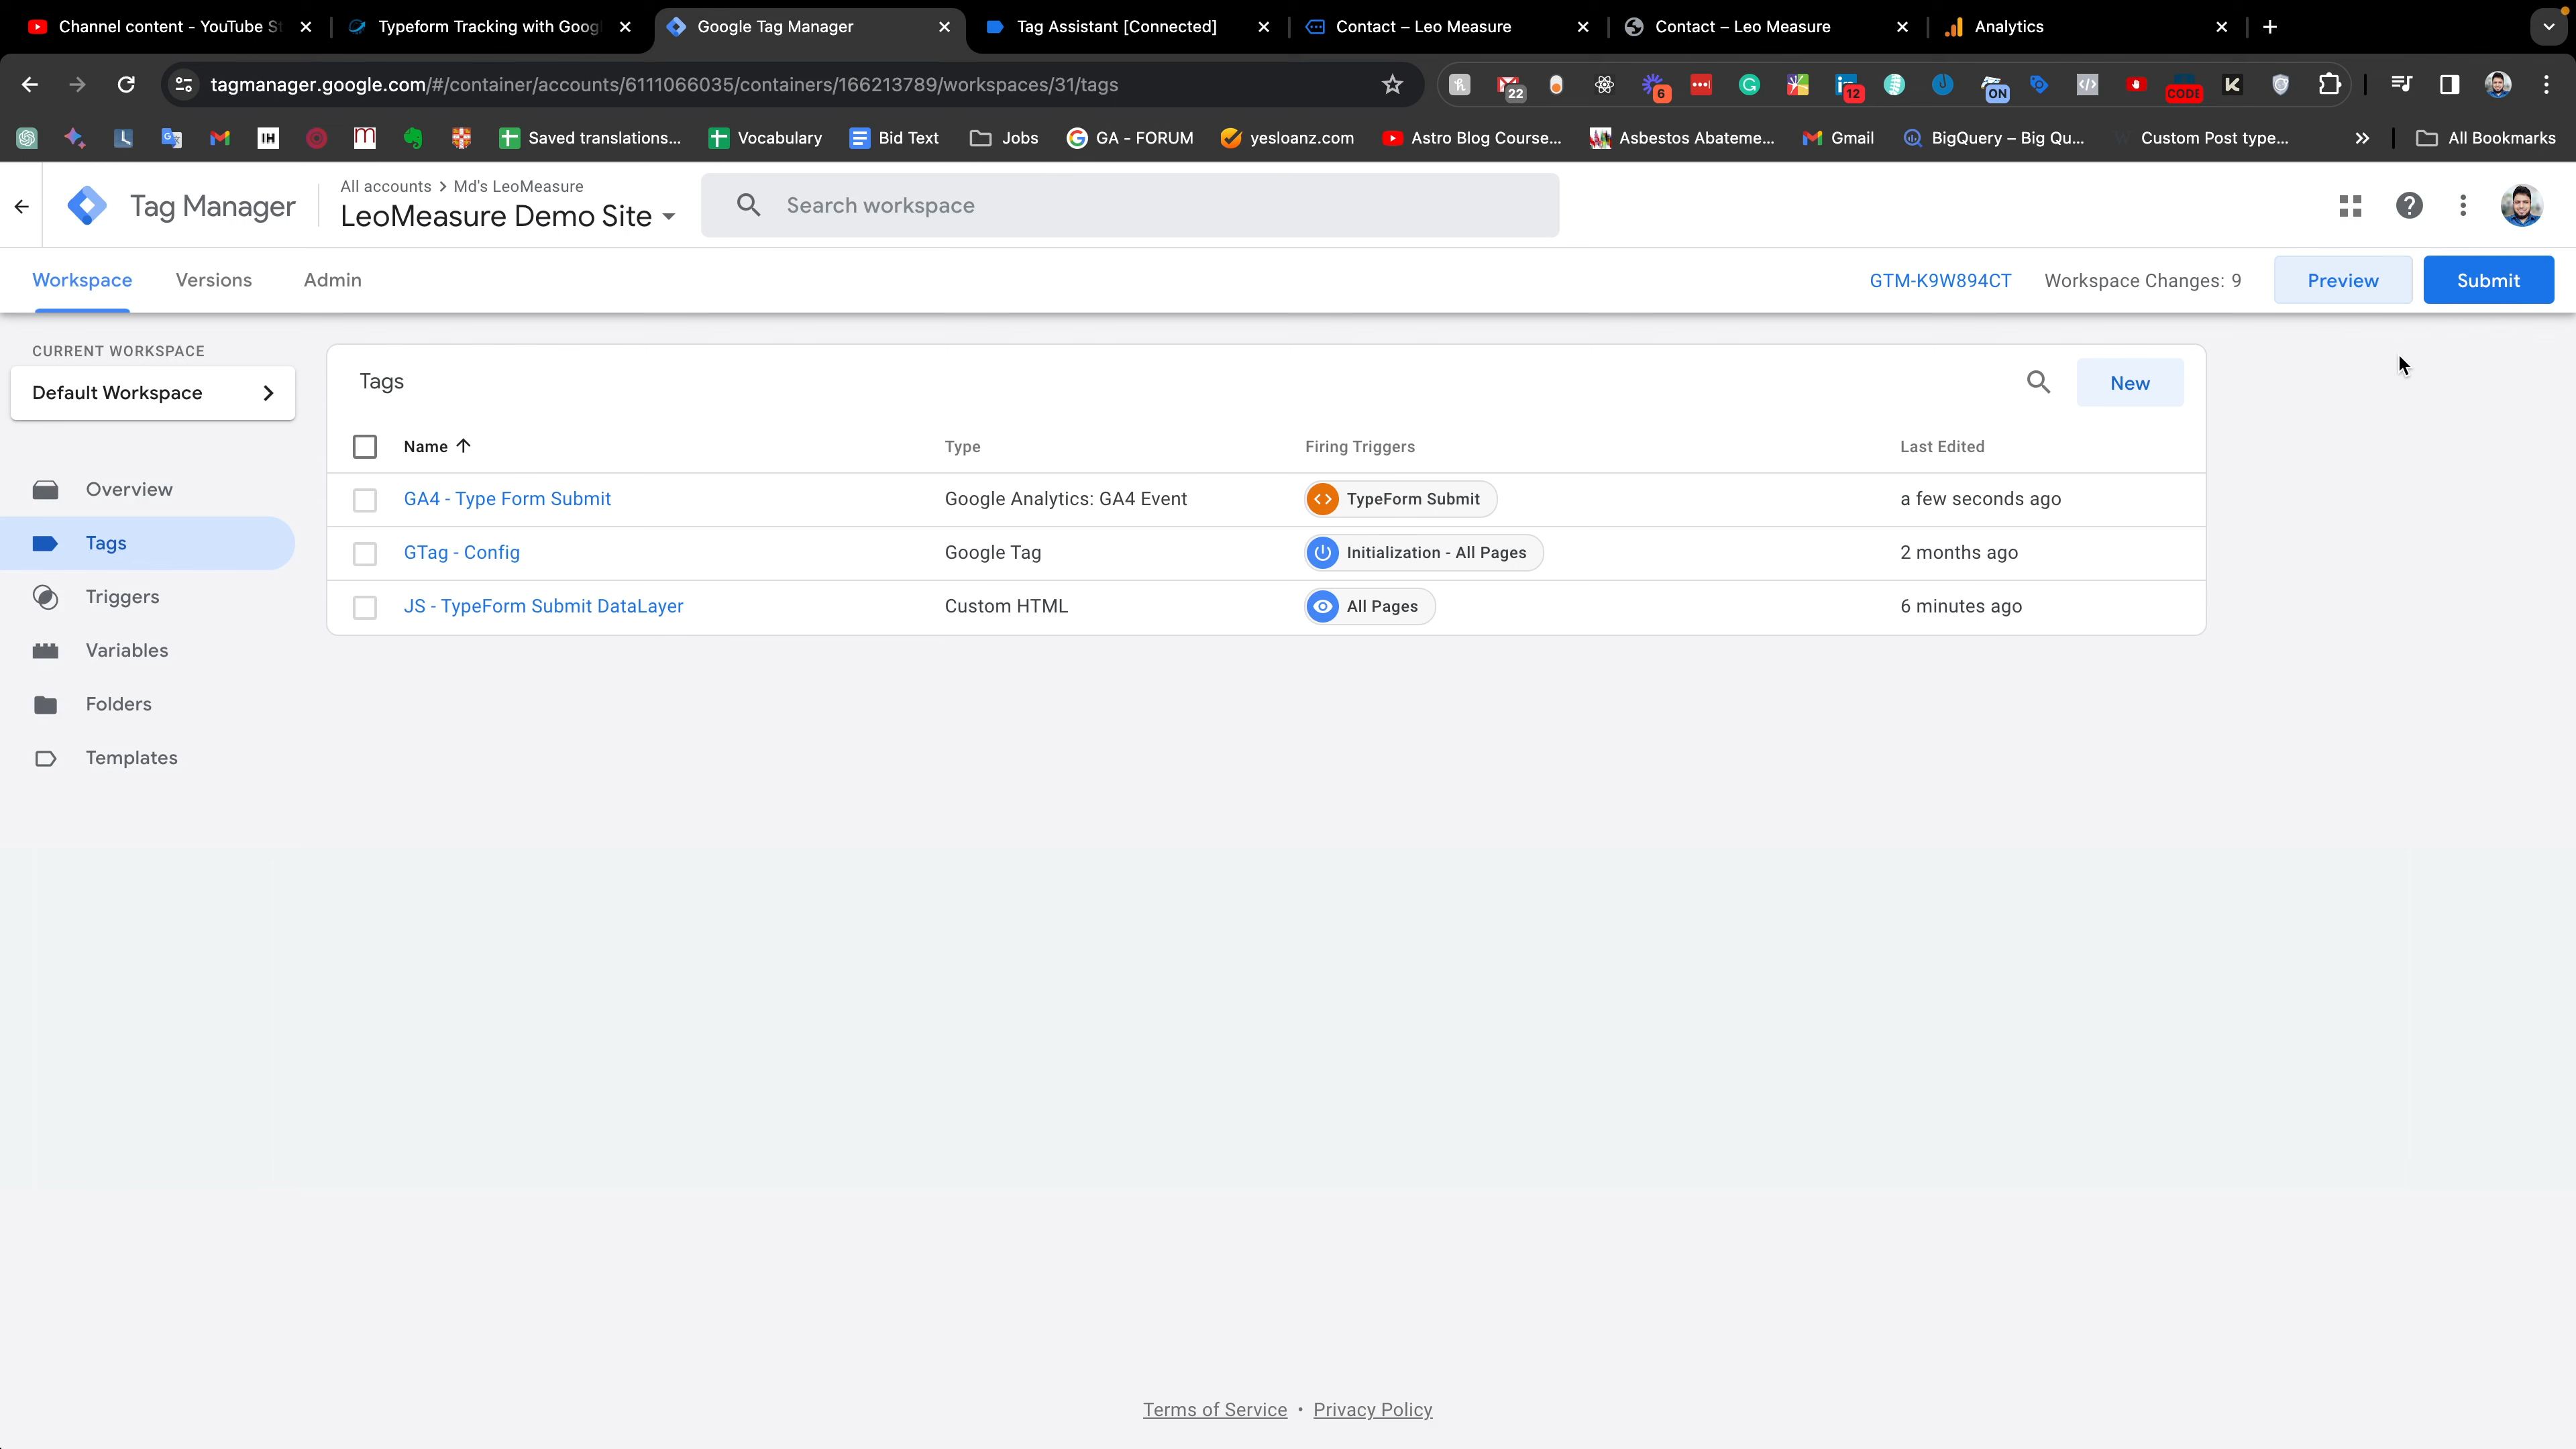 Channel content - YouTube St
Typeform Tracking with Goog
Google Tag Manager
Tag Assistant [Connected]
Contact – Leo Measure
Contact – Leo Measure
Analytics
tagmanager.google.com/#/container/accounts/6111066035/containers/166213789/workspaces/31/tags
22
6
12
ON
CODE
IH
Saved translations...
Vocabulary
Bid Text
Jobs
GA - FORUM
yesloanz.com
Astro Blog Course...
Asbestos Abateme...
Gmail
BigQuery – Big Qu...
Custom Post type...
All Bookmarks
Tag Manager
All accounts > Md's LeoMeasure
LeoMeasure Demo Site
Search workspace
Workspace
Versions
Admin
GTM-K9W894CT
Workspace Changes: 9
Preview
Submit
CURRENT WORKSPACE
Default Workspace
Overview
Tags
Triggers
Variables
Folders
Templates
Tags
New
Name
Type
Firing Triggers
Last Edited
GA4 - Type Form Submit
Google Analytics: GA4 Event
TypeForm Submit
a few seconds ago
GTag - Config
Google Tag
Initialization - All Pages
2 months ago
JS - TypeForm Submit DataLayer
Custom HTML
All Pages
6 minutes ago
Terms of Service • Privacy Policy